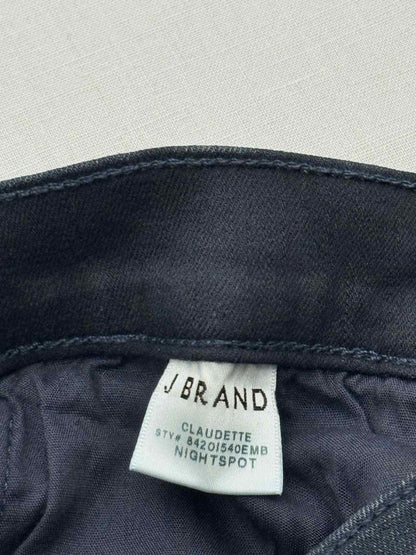 J BRAND
CLAUDETTE
STY# 8420I540EMB
NIGHTSPOT